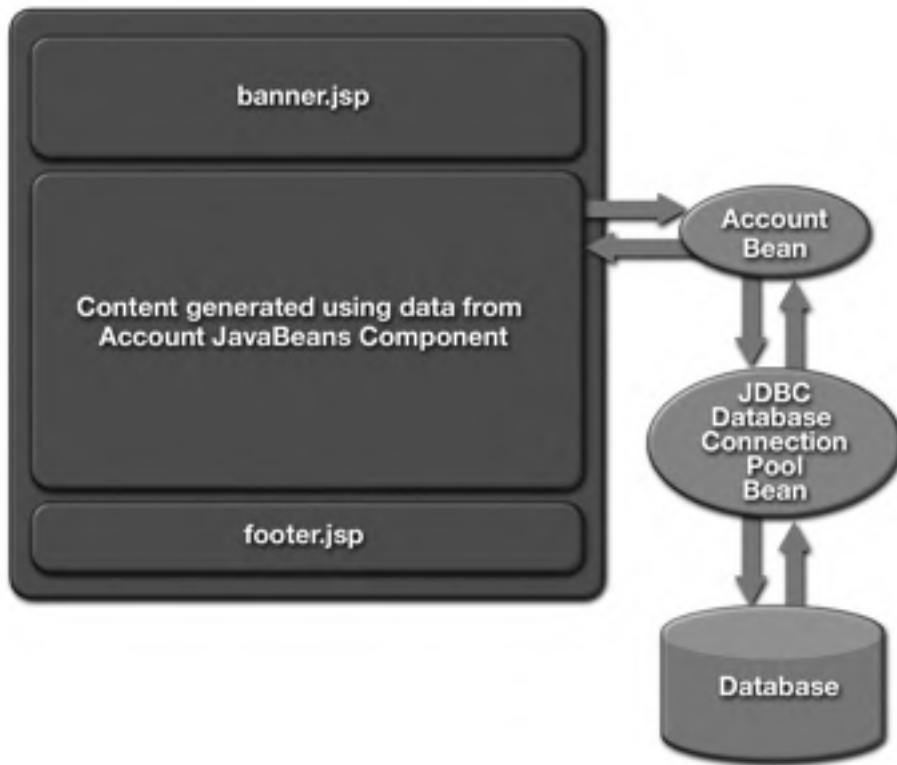 banner.jsp
Content generated using data from
Account JavaBeans Component
footer.jsp
Account
Bean
JDBC
Database
Connection
Pool
Bean
Database